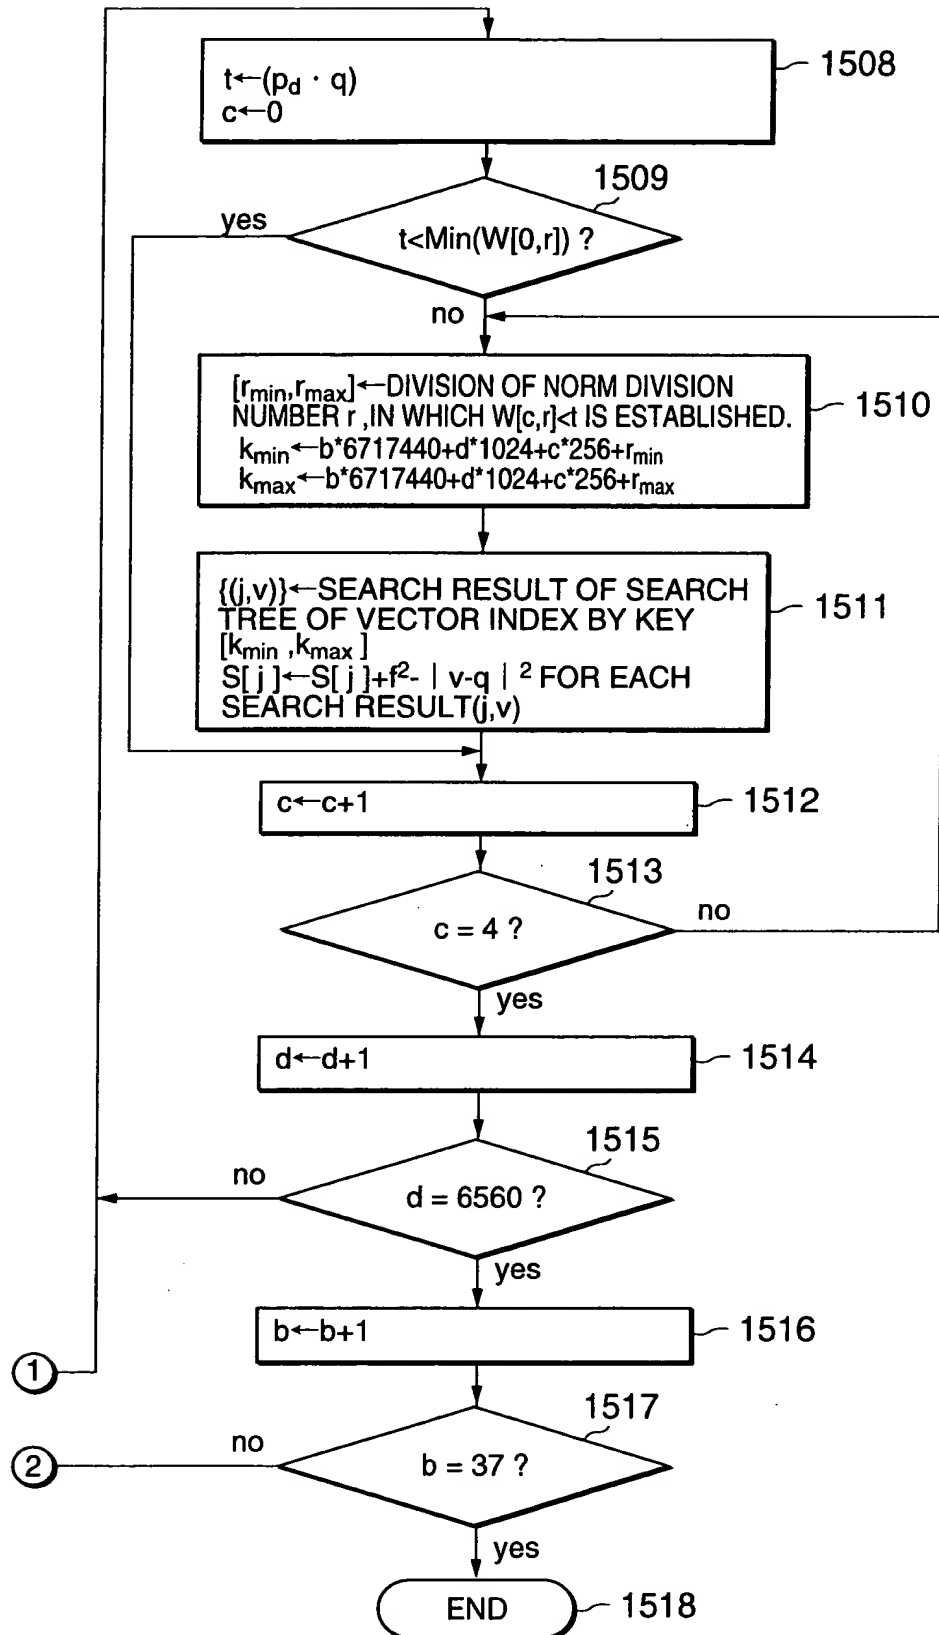 t←(pd · q)
c←0
1508
1509
yes
t<Min(W[0,r]) ?
no
[rmin,rmax]←DIVISION OF NORM DIVISION
NUMBER r ,IN WHICH W[c,r]<t IS ESTABLISHED.
kmin←b*6717440+d*1024+c*256+rmin
kmax←b*6717440+d*1024+c*256+rmax
1510
{(j,v)}←SEARCH RESULT OF SEARCH
TREE OF VECTOR INDEX BY KEY
[kmin ,kmax ]
S[ j ]←S[ j ]+f²- | v-q | ² FOR EACH
SEARCH RESULT(j,v)
1511
c←c+1
1512
1513
c = 4 ?
no
yes
d←d+1
1514
1515
no
d = 6560 ?
yes
b←b+1
1516
1
1517
no
2
b = 37 ?
yes
END
1518